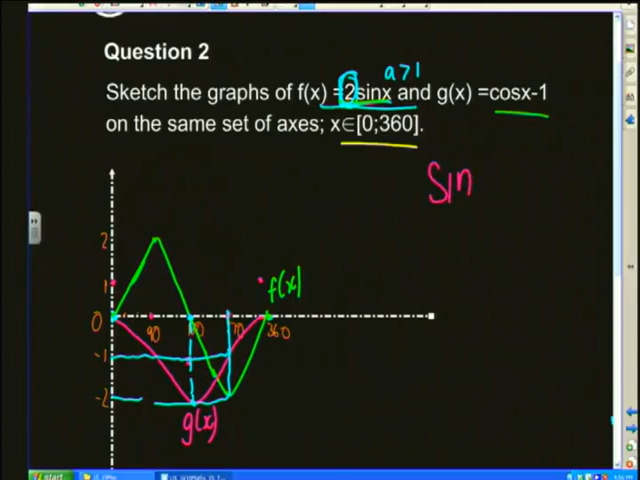 Question 2
a>1
Sketch the graphs of f(x) =2sinx and g(x) =cosx-1
on the same set of axes; x∈[0;360].
Sin
2
1
f(x)
0
90
360
-1
-2
g(x)
start